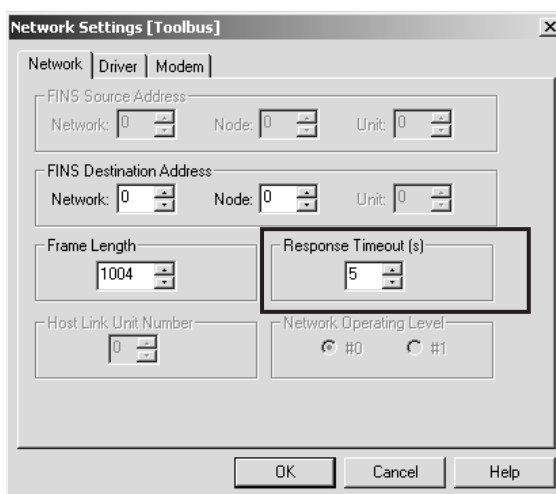 Network Settings [Toolbus]
Network Driver Modem
FINS Source Address
Network: 0 Node: 0 Unit: 0
FINS Destination Address
Network: 0 Node: 0 Unit: 0
Frame Length Response Timeout (s)
1004 5
Host Link Unit Number Network Operating Level
0 #0 #1
OK Cancel Help